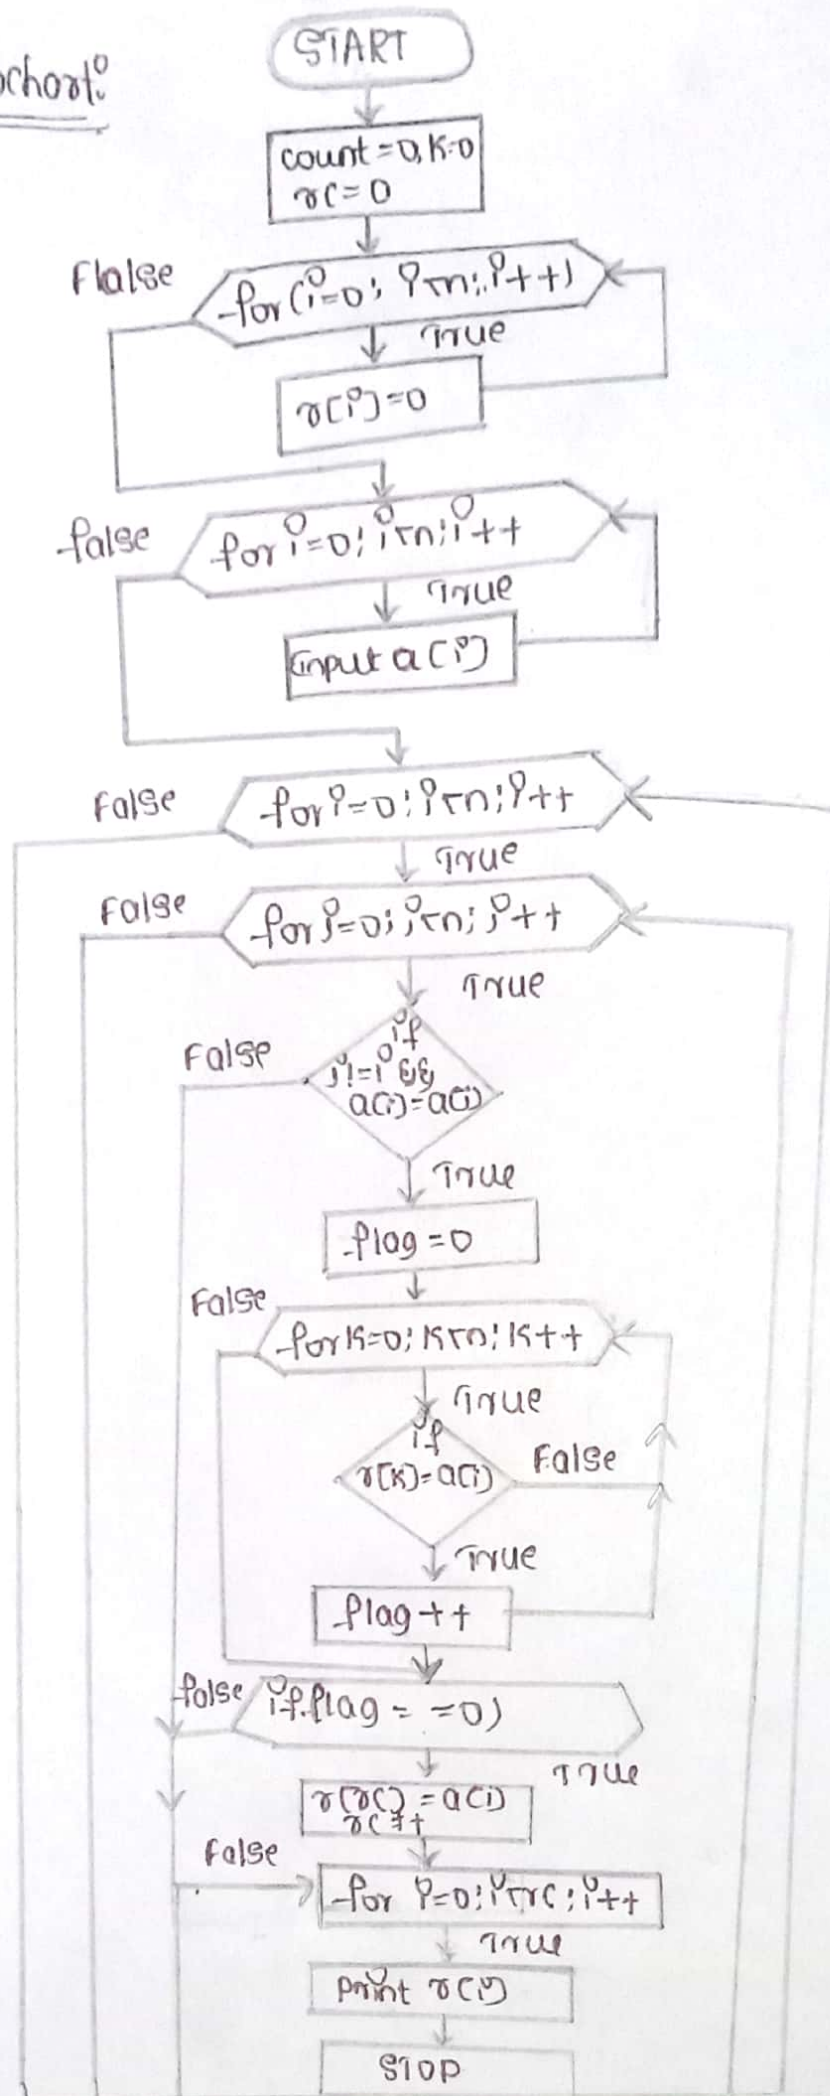 ochart:
START
count=0, K=0
rc=0
Flalse
for(i=0; i<n; i++)
True
r[i]=0
false
for i=0; i<n; i++
True
input a(i)
False
for i=0; i<n; i++
True
False
for j=0; j<n; j++
True
if
False
j!=i &&
a(i)=a(j)
True
flag=0
False
for K=0; K<n; K++
True
if
r[K]=a(i)
False
True
flag++
false
if.flag = =0)
True
r[rc] = a(i)
rc++
False
for i=0; i<rc; i++
True
Print r(i)
STOP